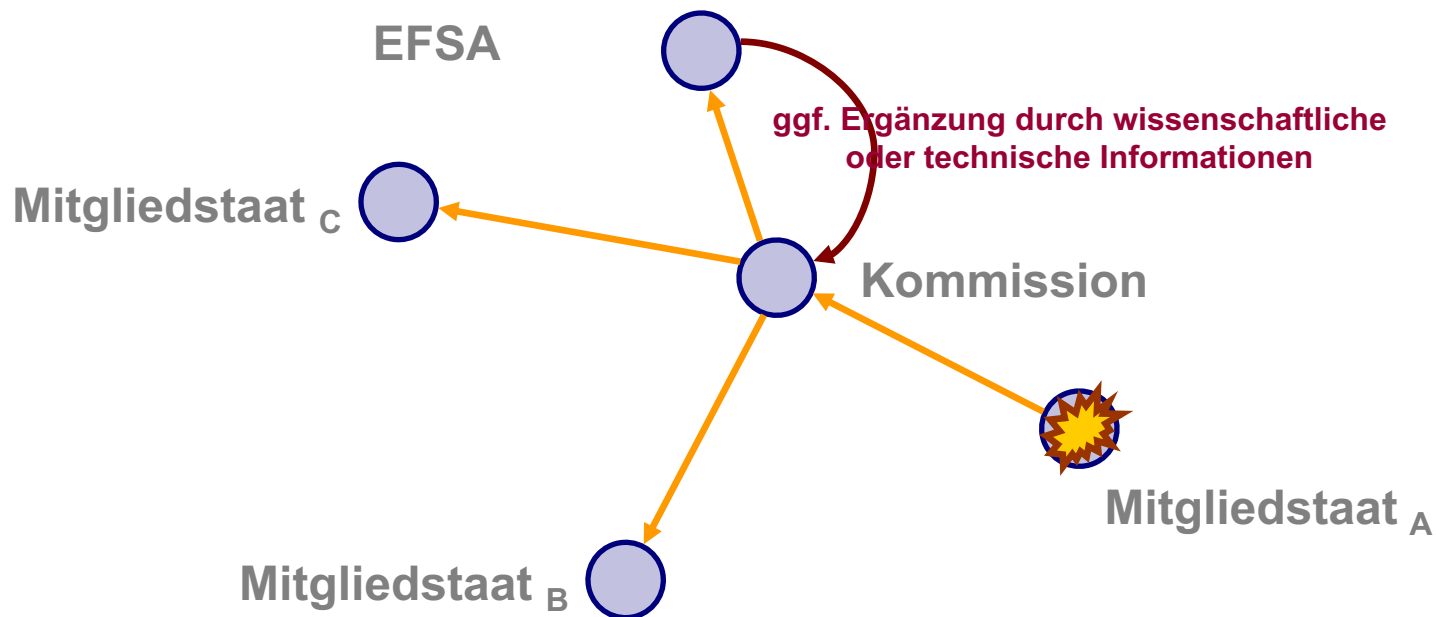 EFSA
ggf. Ergänzung durch wissenschaftliche
oder technische Informationen
Mitgliedstaat C
Kommission
Mitgliedstaat A
Mitgliedstaat B